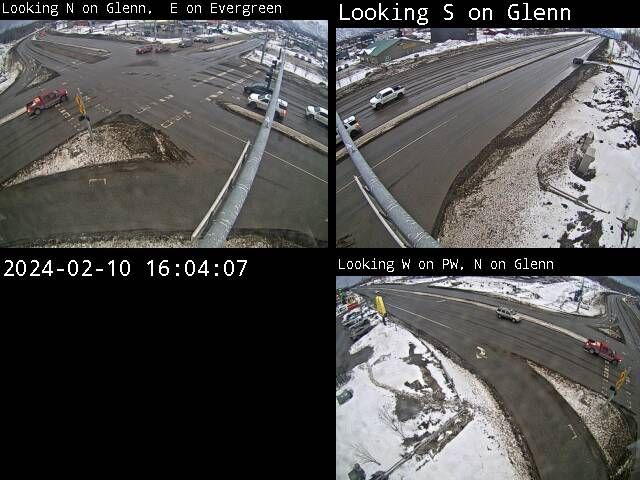 Looking N on Glenn,  E on Evergreen
Looking S on Glenn
2024-02-10 16:04:07
Looking W on PW, N on Glenn